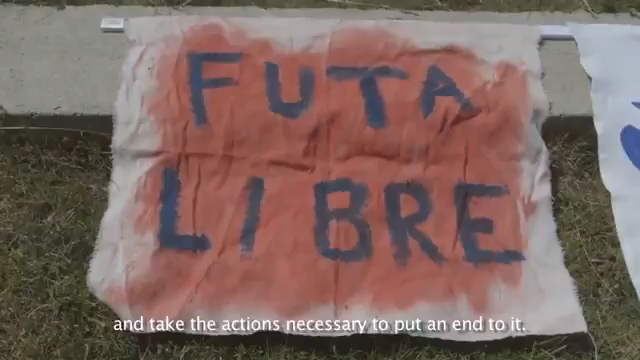 FUTA
LIBRE
and take the actions necessary to put an end to it.